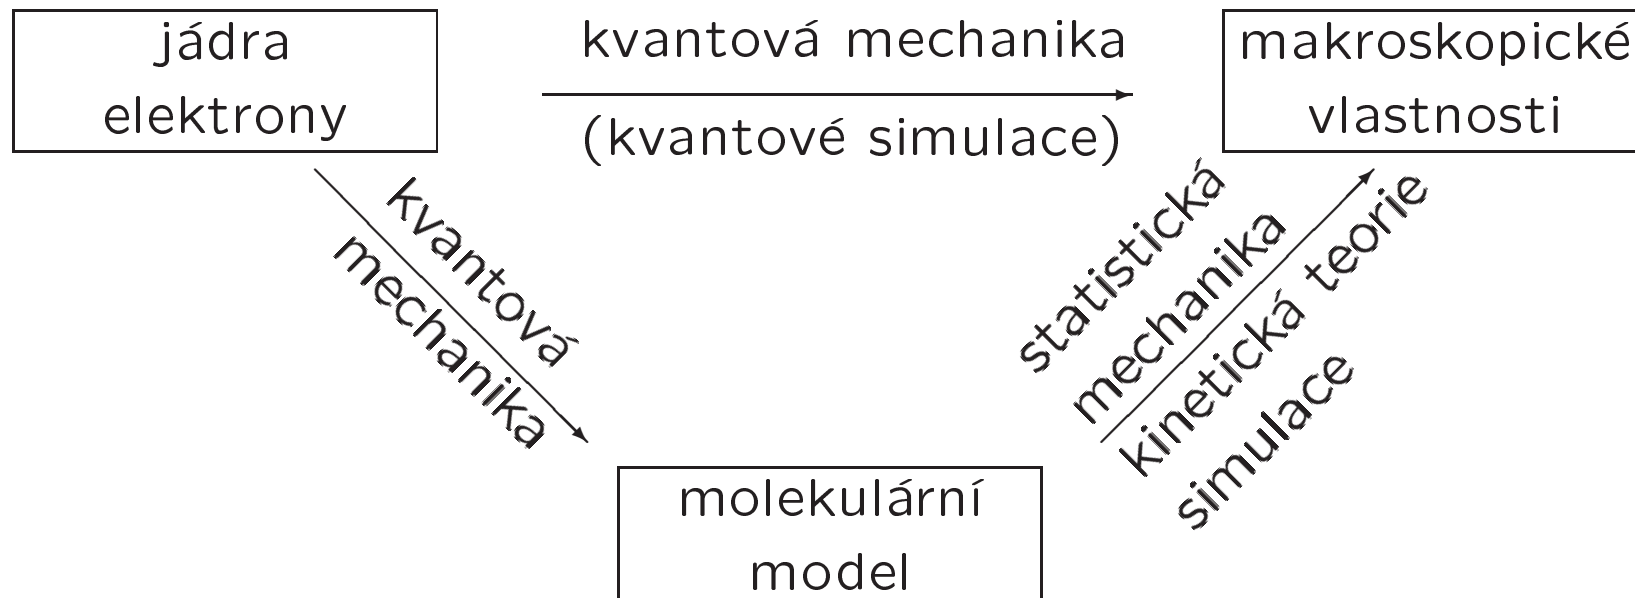 jádra
elektrony
kvantová mechanika
(kvantové simulace)
makroskopické
vlastnosti
kvantová
mechanika
statistická
mechanika
kinetická teorie
simulace
molekulární
model